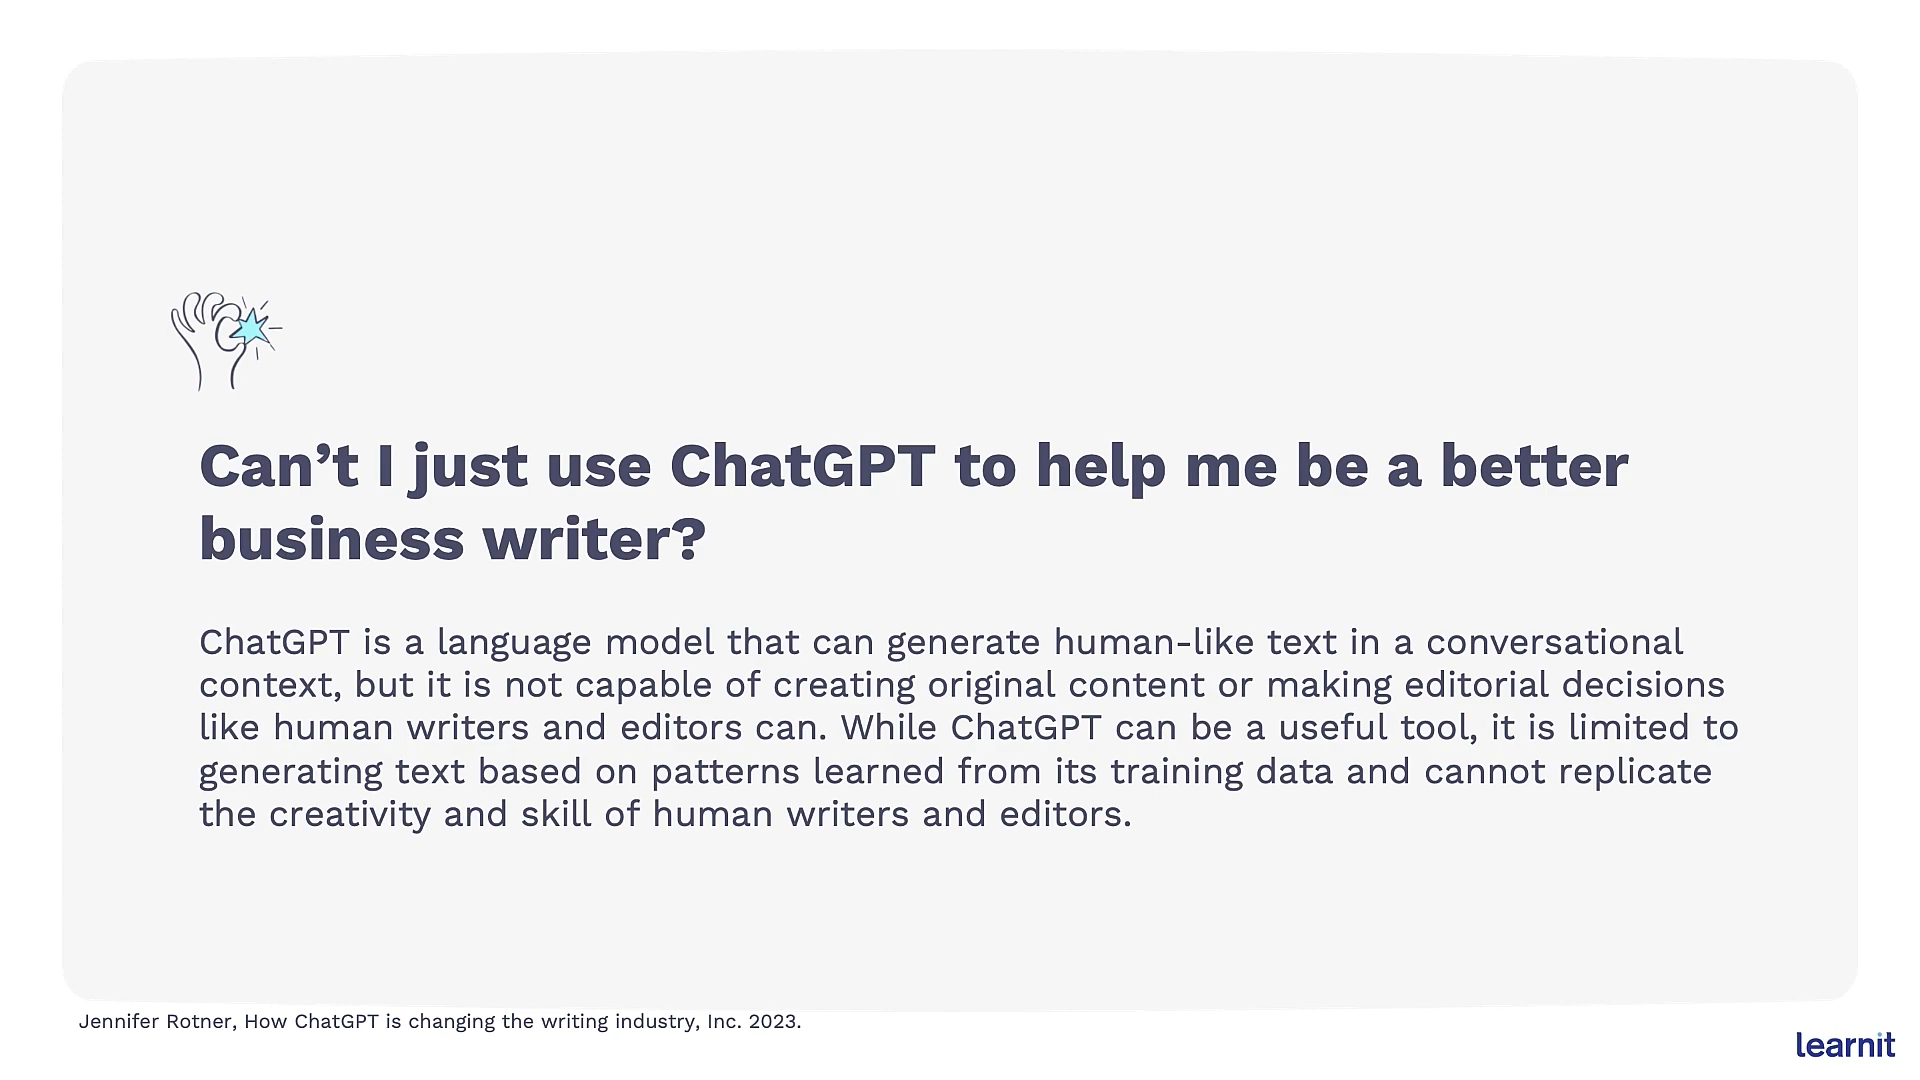 Can’t I just use ChatGPT to help me be a better
business writer?
ChatGPT is a language model that can generate human-like text in a conversational
context, but it is not capable of creating original content or making editorial decisions
like human writers and editors can. While ChatGPT can be a useful tool, it is limited to
generating text based on patterns learned from its training data and cannot replicate
the creativity and skill of human writers and editors.
Jennifer Rotner, How ChatGPT is changing the writing industry, Inc. 2023.
learnit